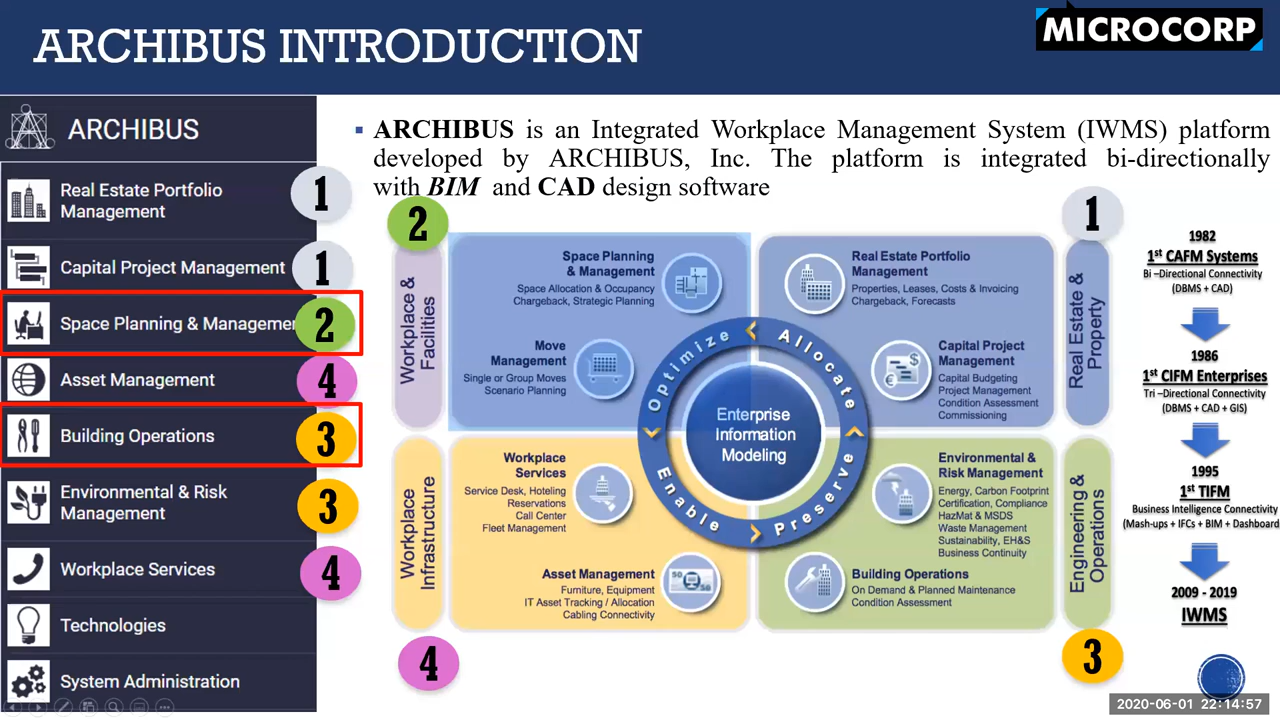 ARCHIBUS INTRODUCTION
MICROCORP
ARCHIBUS
Real Estate Portfolio
Management
1
Capital Project Management
1
Space Planning & Managemen
2
Asset Management
4
Building Operations
3
Environmental & Risk
Management
3
Workplace Services
4
Technologies
System Administration
ARCHIBUS is an Integrated Workplace Management System (IWMS) platform
developed by ARCHIBUS, Inc. The platform is integrated bi-directionally
with BIM and CAD design software
2
Workplace &
Facilities
Space Planning
& Management
Space Allocation & Occupancy
Chargeback, Strategic Planning
Move
Management
Single or Group Moves
Scenario Planning
1
Real Estate &
Property
Real Estate Portfolio
Management
Properties, Leases, Costs & Invoicing
Chargeback, Forecasts
Capital Project
Management
Capital Budgeting
Project Management
Condition Assessment
Commissioning
Optimize
Allocate
Enable
Preserve
Enterprise
Information
Modeling
Workplace
Infrastructure
Workplace
Services
Service Desk, Hoteling
Reservations
Call Center
Fleet Management
Asset Management
Furniture, Equipment
IT Asset Tracking / Allocation
Cabling Connectivity
4
Engineering &
Operations
Environmental &
Risk Management
Energy, Carbon Footprint
Certification, Compliance
HazMat & MSDS
Waste Management
Sustainability, EH&S
Business Continuity
Building Operations
On Demand & Planned Maintenance
Condition Assessment
3
1982
1st CAFM Systems
Bi –Directional Connectivity
(DBMS + CAD)
1986
1st CIFM Enterprises
Tri –Directional Connectivity
(DBMS + CAD + GIS)
1995
1st TIFM
Business Intelligence Connectivity
(Mash-ups + IFCs + BIM + Dashboard
2009 - 2019
IWMS
2020-06-01 22:14:57